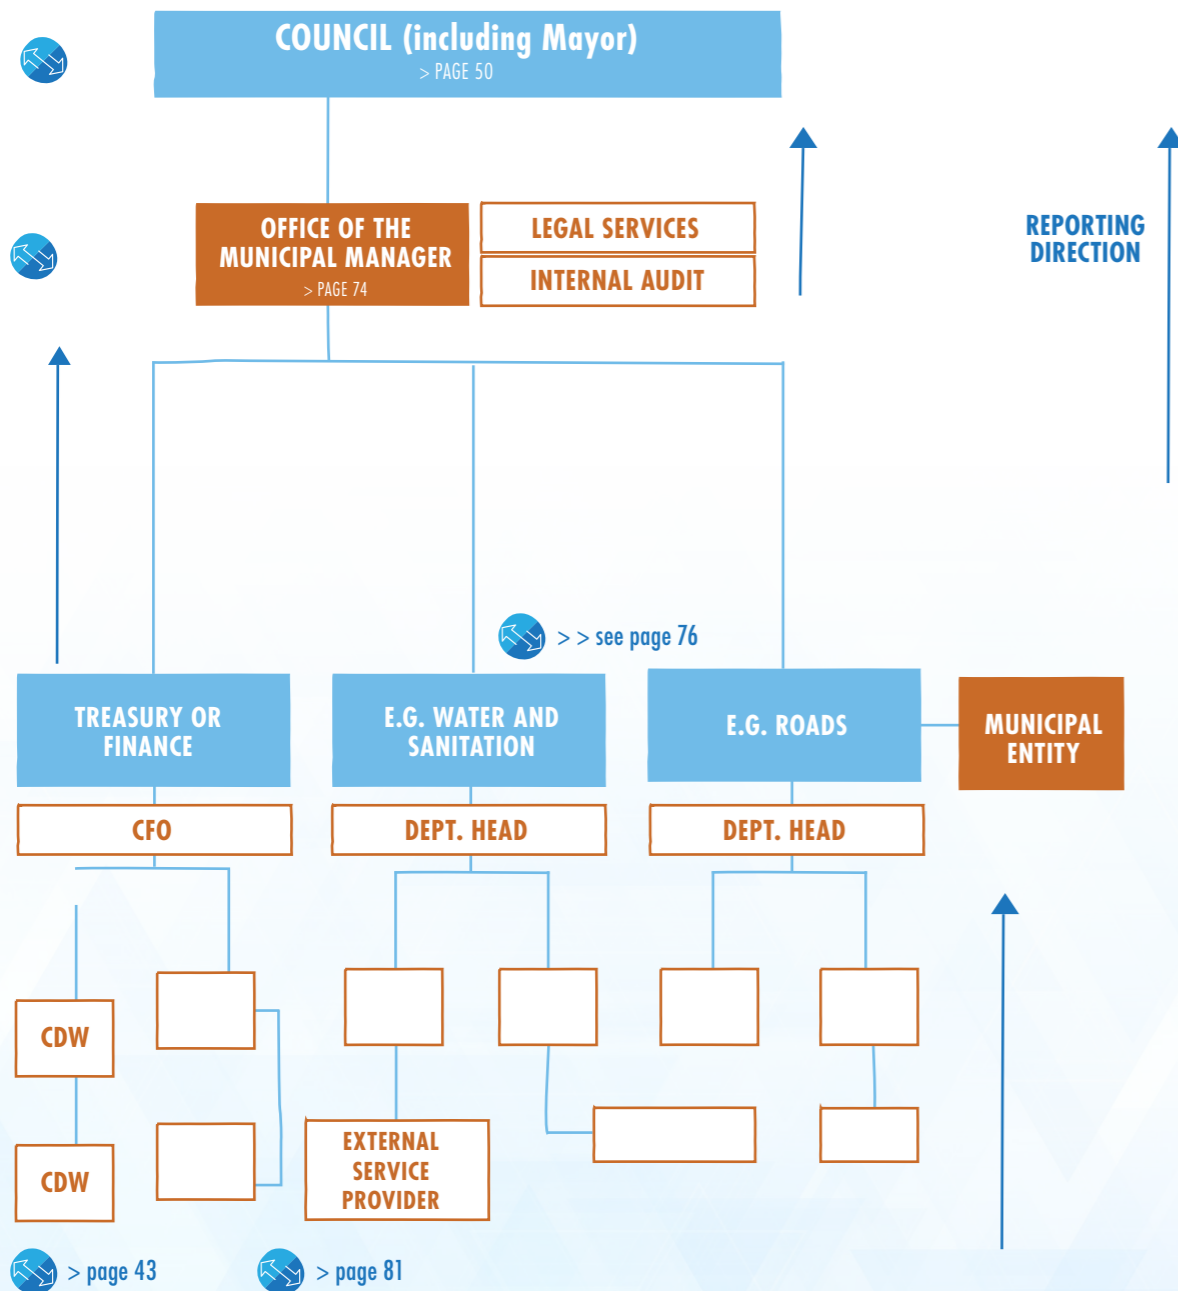 COUNCIL (including Mayor)
> PAGE 50
OFFICE OF THE
MUNICIPAL MANAGER
> PAGE 74
LEGAL SERVICES
INTERNAL AUDIT
REPORTING
DIRECTION
> > see page 76
TREASURY OR
FINANCE
E.G. WATER AND
SANITATION
E.G. ROADS
MUNICIPAL
ENTITY
CFO
DEPT. HEAD
DEPT. HEAD
CDW
CDW
EXTERNAL
SERVICE
PROVIDER
> page 43
> page 81